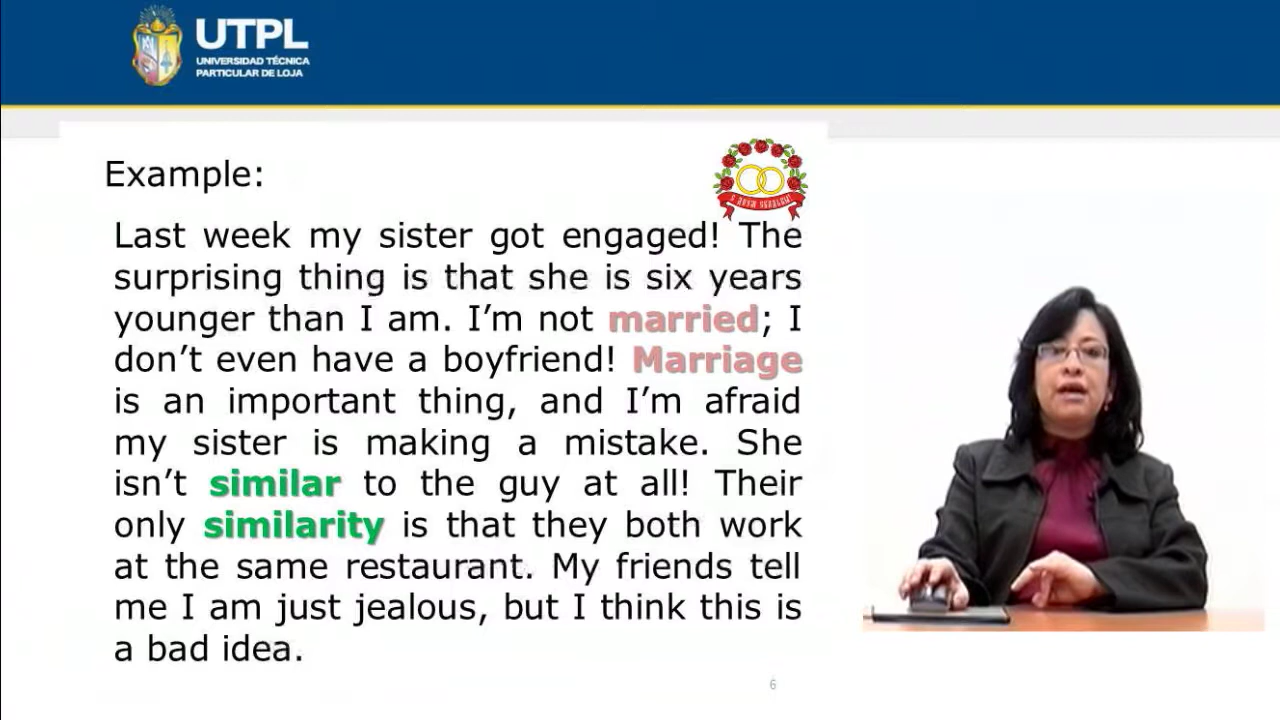 UTPL
UNIVERSIDAD TÉCNICA
PARTICULAR DE LOJA
Example:
Last week my sister got engaged! The
surprising thing is that she is six years
younger than I am. I’m not married; I
don’t even have a boyfriend! Marriage
is an important thing, and I’m afraid
my sister is making a mistake. She
isn’t similar to the guy at all! Their
only similarity is that they both work
at the same restaurant. My friends tell
me I am just jealous, but I think this is
a bad idea.
6